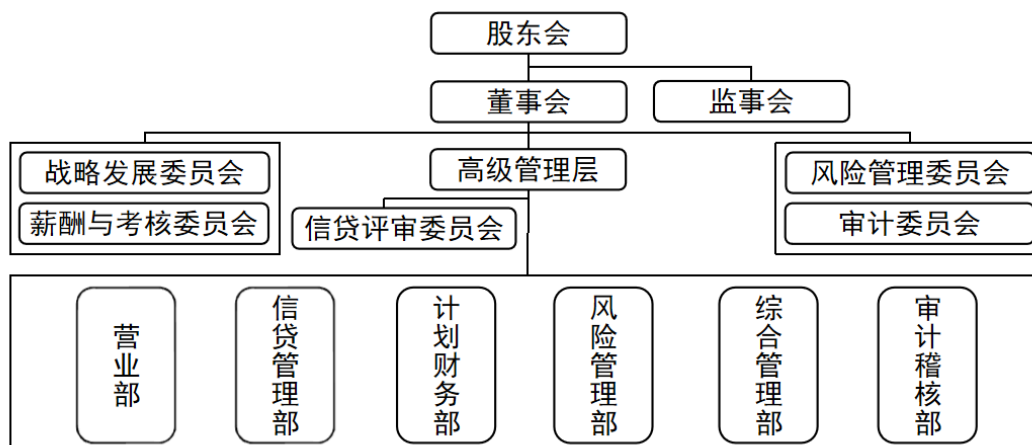 股东会
董事会
监事会
战略发展委员会
薪酬与考核委员会
高级管理层
信贷评审委员会
风险管理委员会
审计委员会
营业部
信贷管理部
计划财务部
风险管理部
综合管理部
审计稽核部